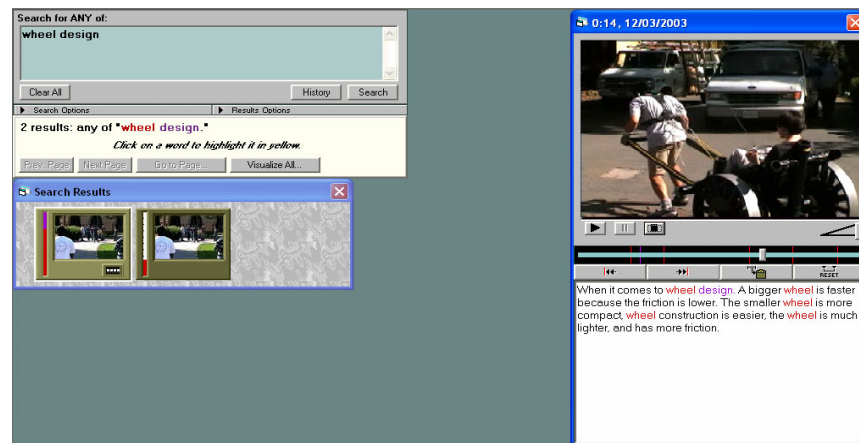 Search for ANY of:
wheel design
Clear All
History
Search
Search Options
Results Options
2 results: any of "wheel design."
Click on a word to highlight it in yellow.
Prev. Page
Next Page
Go to Page...
Visualize All...
Search Results
0:14, 12/03/2003
RESET
When it comes to wheel design. A bigger wheel is faster
because the friction is lower. The smaller wheel is more
compact, wheel construction is easier, the wheel is much
lighter, and has more friction.